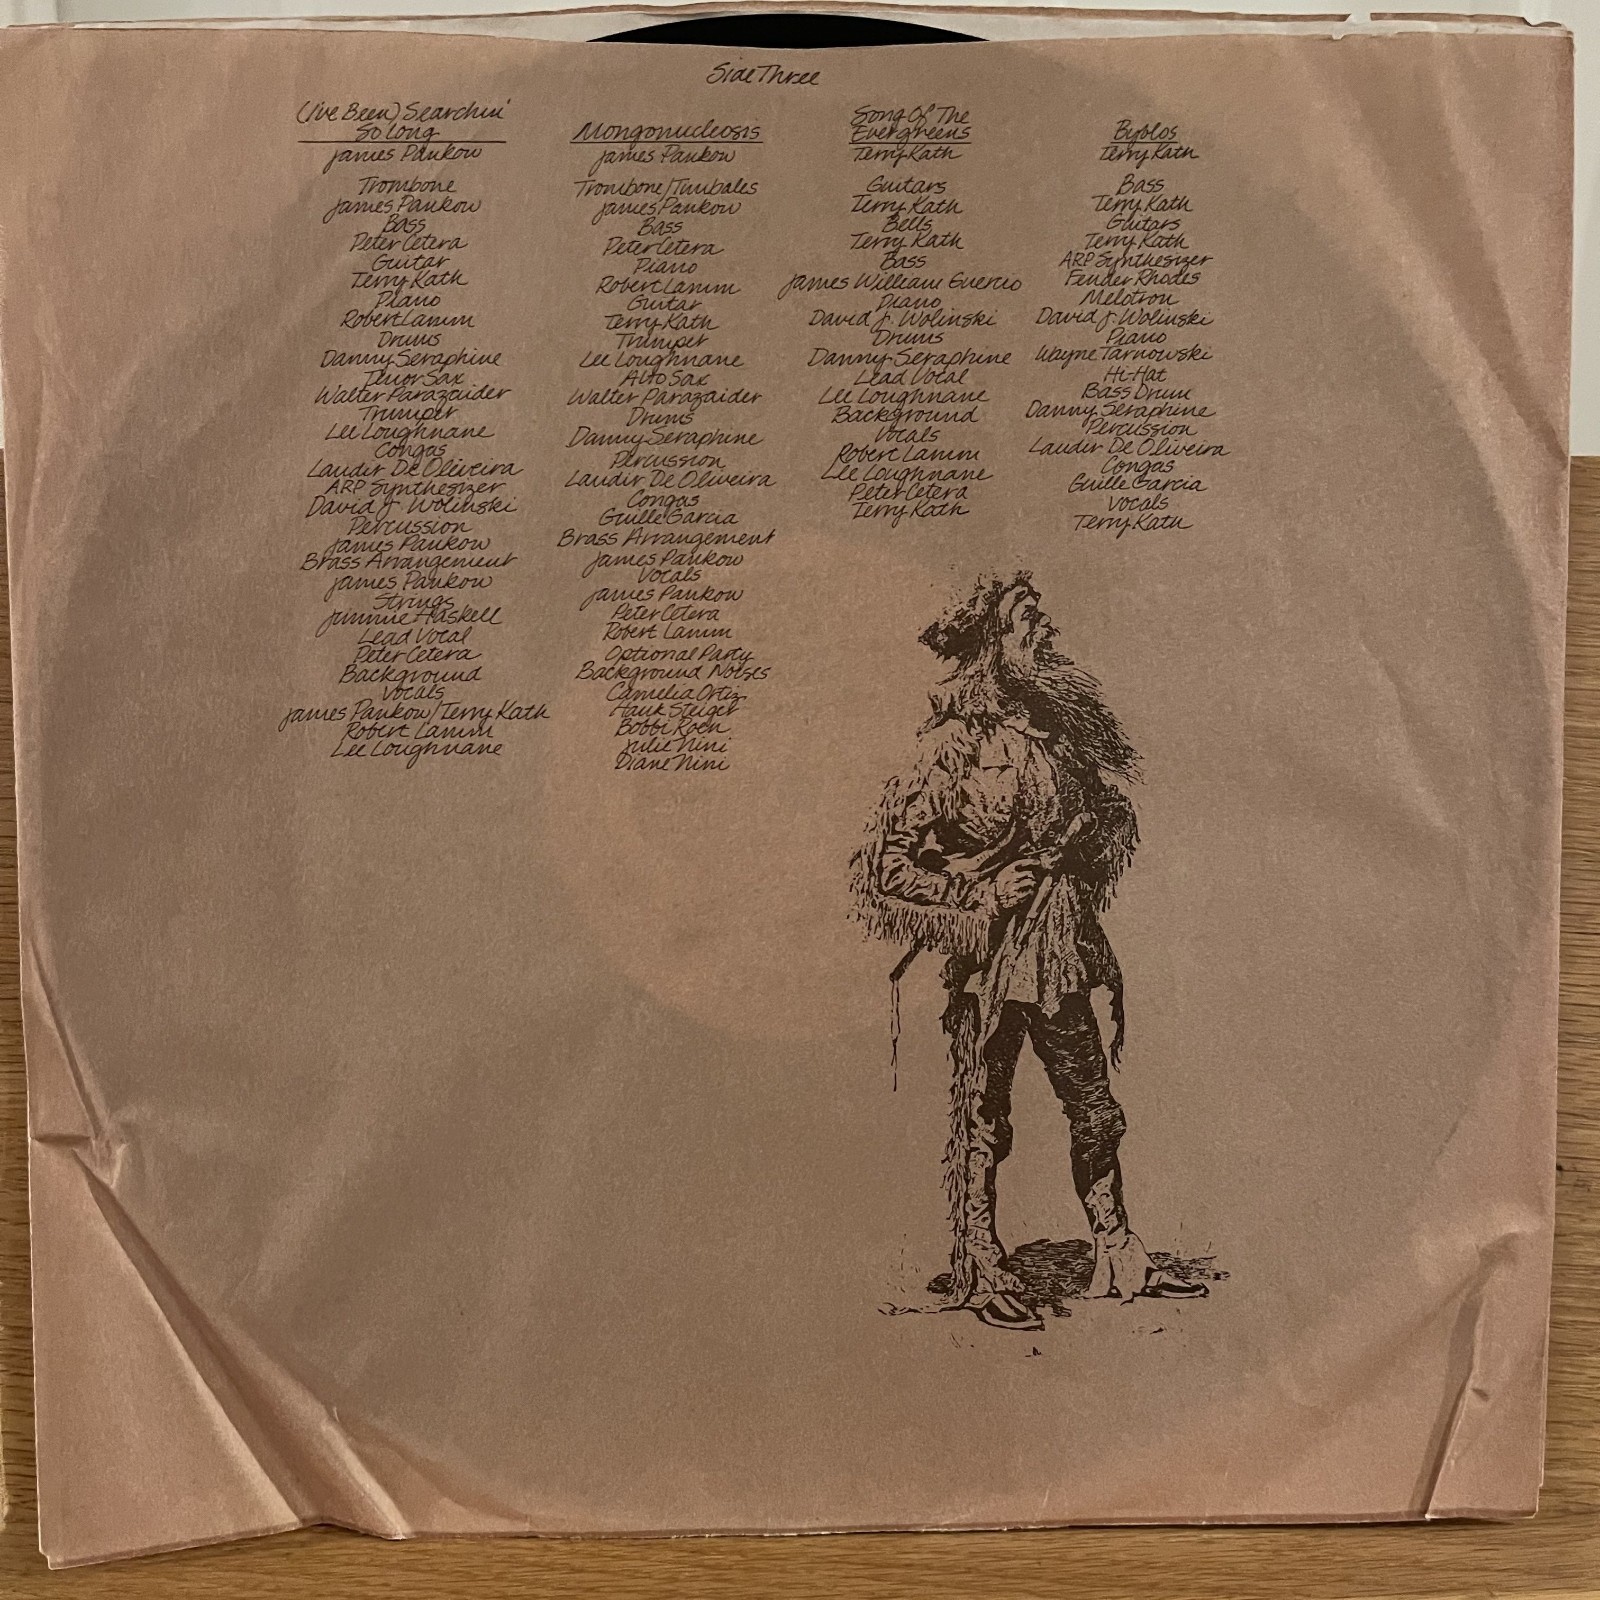 Side Three
(I've Been) Searchin'
So Long
James Pankow
Trombone
James Pankow
Bass
Peter Cetera
Guitar
Terry Kath
Piano
Robert Lamm
Drums
Danny Seraphine
Tenor Sax
Walter Parazaider
Trumpet
Lee Loughnane
Congas
Laudir De Oliveira
ARP Synthesizer
David J. Wolinski
Percussion
James Pankow
Brass Arrangement
James Pankow
Strings
Jimmie Haskell
Lead Vocal
Peter Cetera
Background
Vocals
James Pankow/Terry Kath
Robert Lamm
Lee Loughnane
Mongonucleosis
James Pankow
Trombone/Timbales
James Pankow
Bass
Peter Cetera
Piano
Robert Lamm
Guitar
Terry Kath
Trumpet
Lee Loughnane
Alto Sax
Walter Parazaider
Drums
Danny Seraphine
Percussion
Laudir De Oliveira
Congas
Guille Garcia
Brass Arrangement
James Pankow
Vocals
James Pankow
Peter Cetera
Robert Lamm
Optional Party
Background Noises
Camelia Ortiz
Hank Steiger
Bobbi Roen
Julie Nini
Diane Nini
Song Of The
Evergreens
Terry Kath
Guitars
Terry Kath
Bells
Terry Kath
Bass
James William Guercio
Piano
David J. Wolinski
Drums
Danny Seraphine
Lead Vocal
Lee Loughnane
Background
Vocals
Robert Lamm
Lee Loughnane
Peter Cetera
Terry Kath
Byblos
Terry Kath
Bass
Terry Kath
Guitars
Terry Kath
ARP Synthesizer
Fender Rhodes
Melotron
David J. Wolinski
Piano
Wayne Tarnowski
Hi-Hat
Bass Drum
Danny Seraphine
Percussion
Laudir De Oliveira
Congas
Guille Garcia
Vocals
Terry Kath